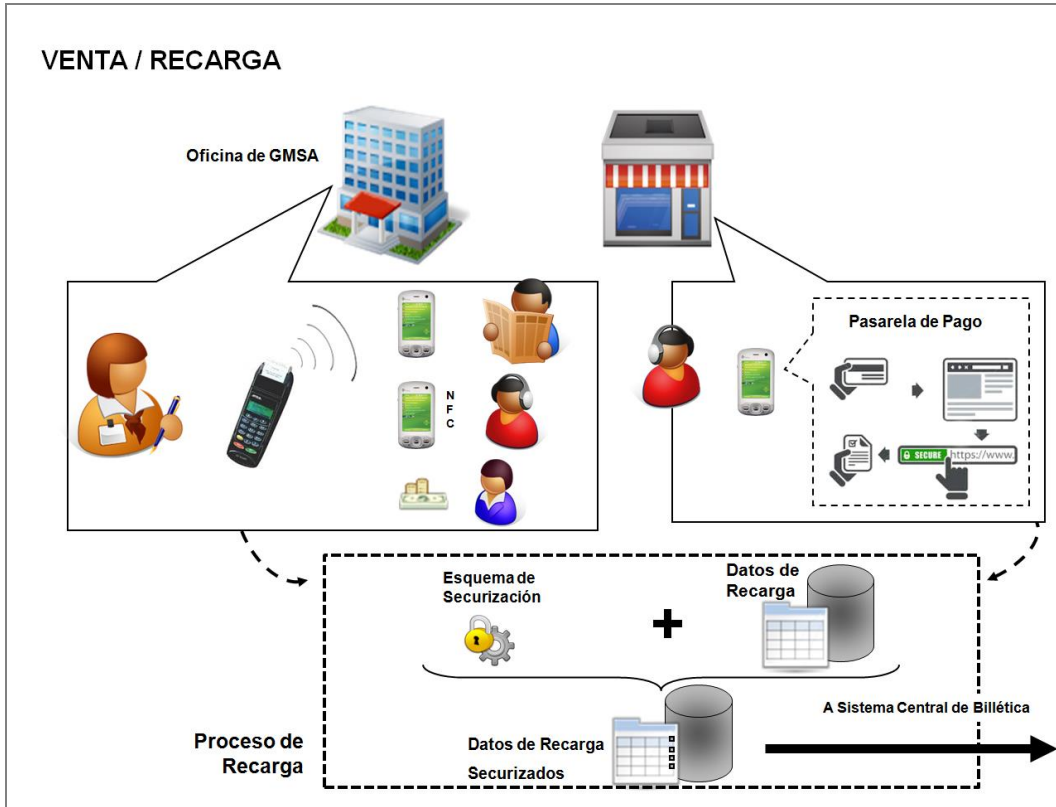 VENTA / RECARGA
Oficina de GMSA
Pasarela de Pago
N
F
C
SECURE https://www.
Esquema de
Securización
Datos de
Recarga
A Sistema Central de Billética
Proceso de
Recarga
Datos de Recarga
Securizados